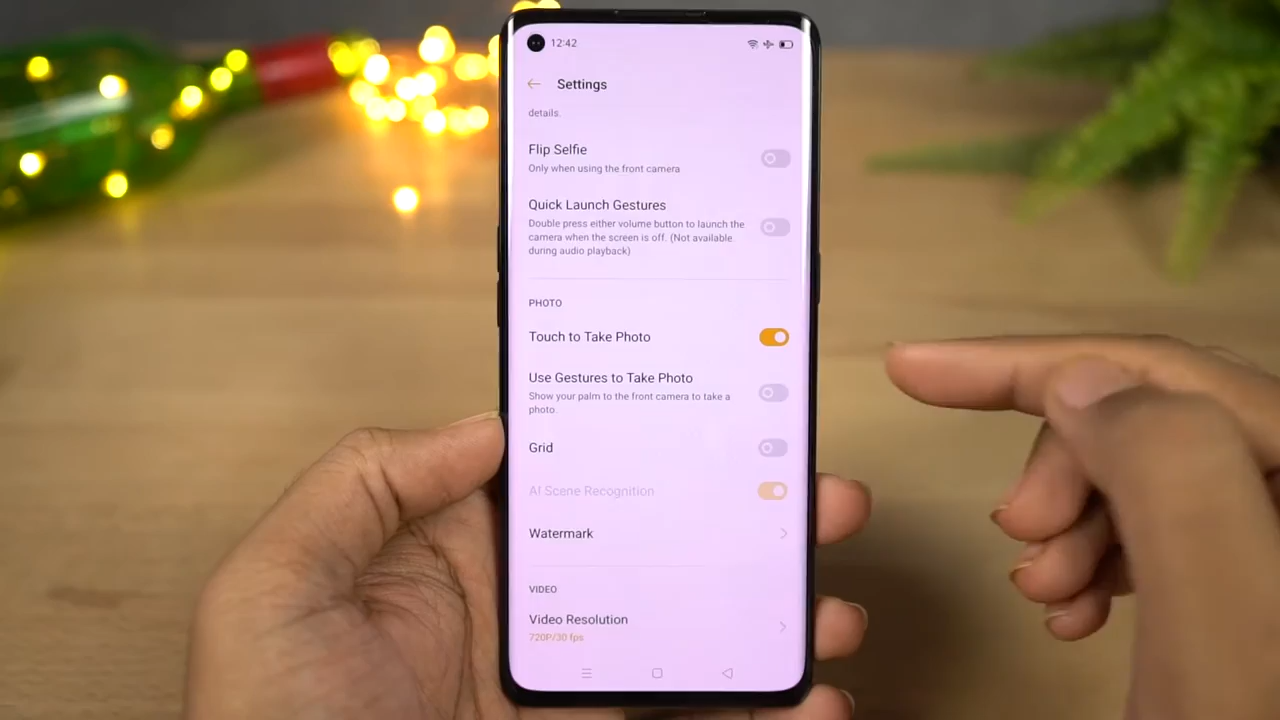 12:42
Settings
details.
Flip Selfie
Only when using the front camera
Quick Launch Gestures
Double press either volume button to launch the
camera when the screen is off. (Not available
during audio playback)
PHOTO
Touch to Take Photo
Use Gestures to Take Photo
Show your palm to the front camera to take a
photo.
Grid
AI Scene Recognition
Watermark
VIDEO
Video Resolution
720P/30 fps